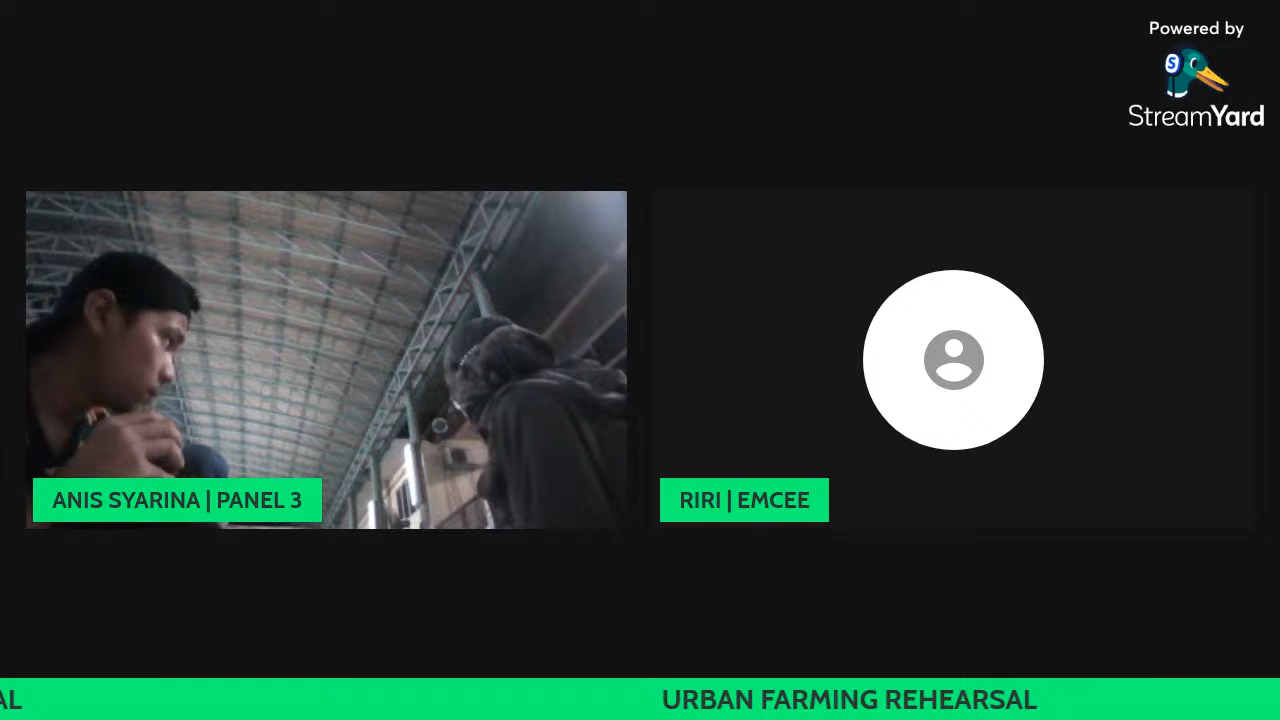 Powered by
S
StreamYard
ANIS SYARINA | PANEL 3
RIRI | EMCEE
AL
URBAN FARMING REHEARSAL